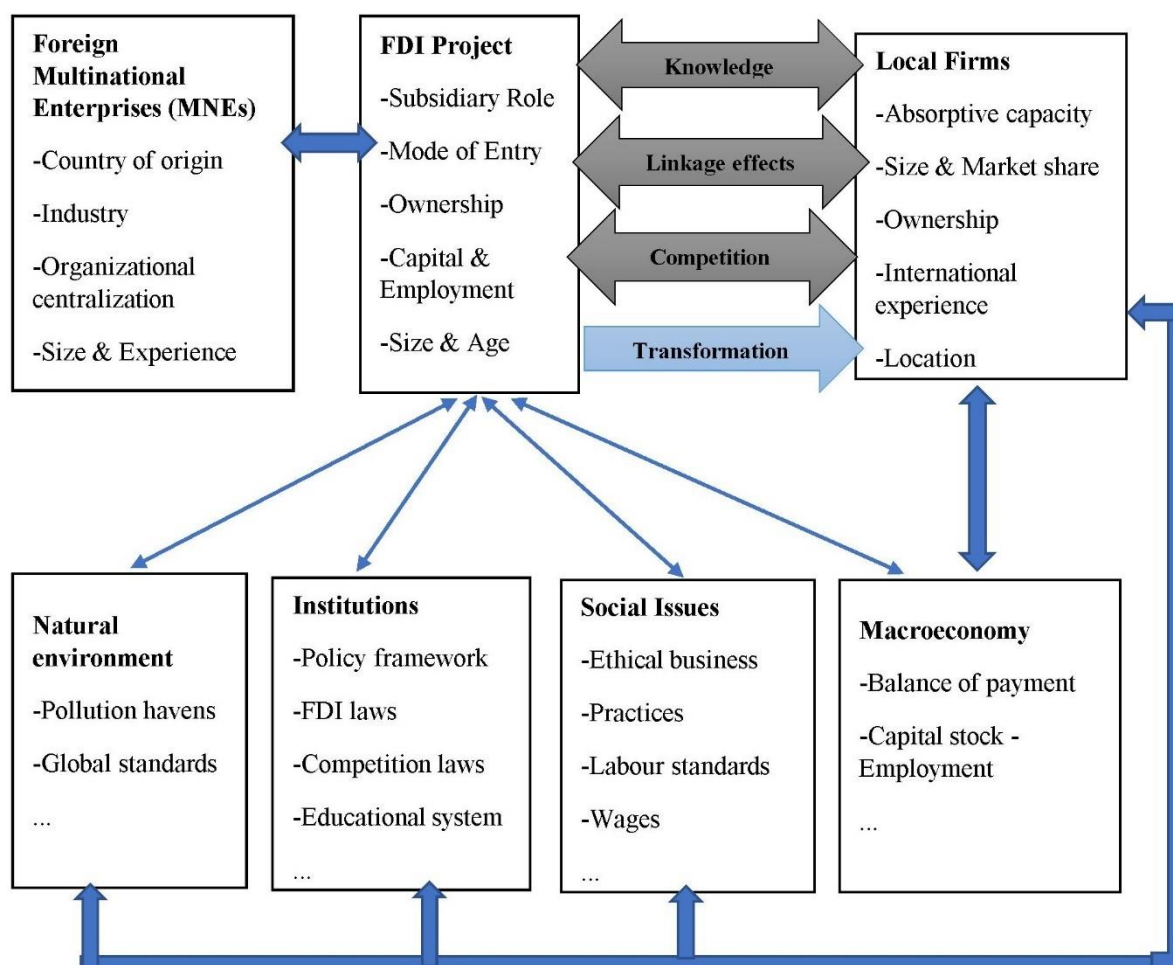 Foreign
Multinational
Enterprises (MNEs)
-Country of origin
-Industry
-Organizational
centralization
-Size & Experience
FDI Project
-Subsidiary Role
-Mode of Entry
-Ownership
-Capital &
Employment
-Size & Age
Knowledge
Linkage effects
Competition
Transformation
Local Firms
-Absorptive capacity
-Size & Market share
-Ownership
-International
experience
-Location
Natural
environment
-Pollution havens
-Global standards
...
Institutions
-Policy framework
-FDI laws
-Competition laws
-Educational system
...
Social Issues
-Ethical business
-Practices
-Labour standards
-Wages
...
Macroeconomy
-Balance of payment
-Capital stock -
Employment
...